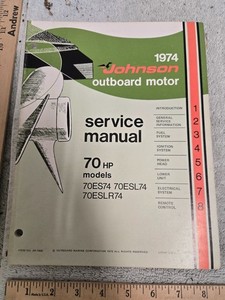 Andrew
1974
Johnson
outboard motor
service
manual
70 HP
models
70ES74 70ESL74
70ESLR74
INTRODUCTION 1
GENERAL
SERVICE
INFORMATION 2
FUEL
SYSTEM 3
IGNITION
SYSTEM 4
POWER
HEAD 5
LOWER
UNIT 6
ELECTRICAL
SYSTEM 7
REMOTE
CONTROL 8